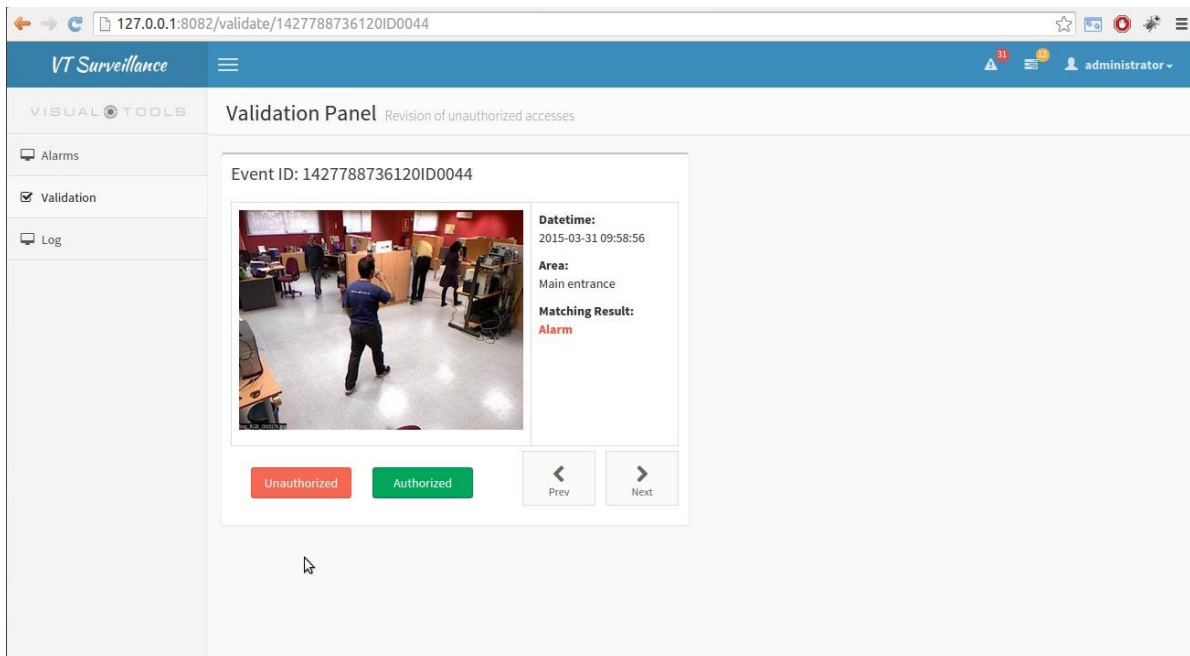 127.0.0.1:8082/validate/1427788736120ID0044
VT Surveillance
31
12
administrator
VISUAL TOOLS
Validation Panel Revision of unauthorized accesses
Alarms
Validation
Log
Event ID: 1427788736120ID0044
Datetime:
2015-03-31 09:58:56
Area:
Main entrance
Matching Result:
Alarm
Unauthorized
Authorized
Prev
Next